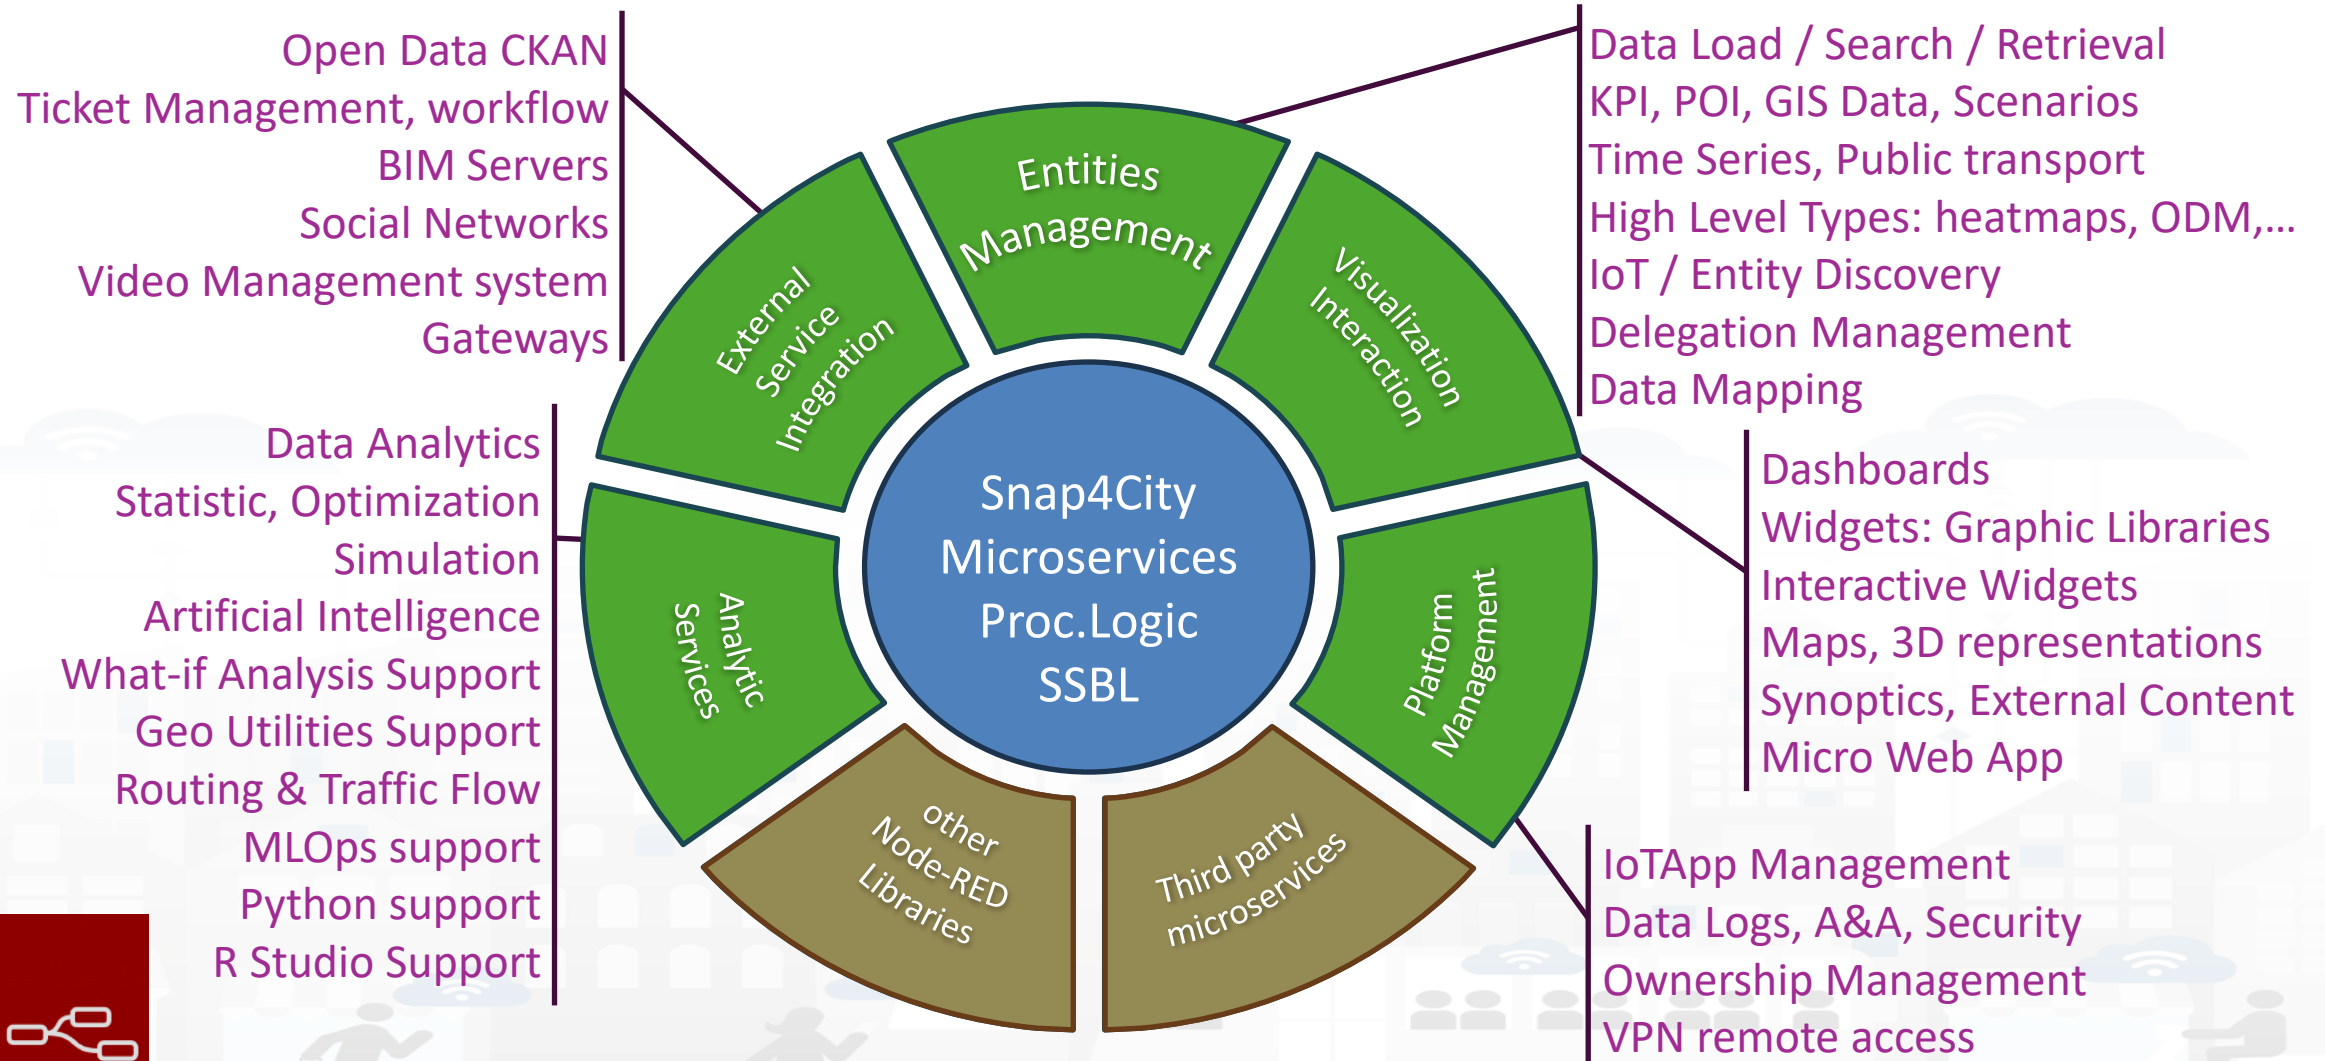 Open Data CKAN
Ticket Management, workflow
BIM Servers
Social Networks
Video Management system
Gateways
Data Analytics
Statistic, Optimization
Simulation
Artificial Intelligence
What-if Analysis Support
Geo Utilities Support
Routing & Traffic Flow
MLOps support
Python support
R Studio Support
Entities
Management
External
Service
Integration
Visualization
Interaction
Analytic
Services
Platform
Management
other
Node-RED
Libraries
Third party
microservices
Snap4City
Microservices
Proc.Logic
SSBL
Data Load / Search / Retrieval
KPI, POI, GIS Data, Scenarios
Time Series, Public transport
High Level Types: heatmaps, ODM,...
IoT / Entity Discovery
Delegation Management
Data Mapping
Dashboards
Widgets: Graphic Libraries
Interactive Widgets
Maps, 3D representations
Synoptics, External Content
Micro Web App
IoTApp Management
Data Logs, A&A, Security
Ownership Management
VPN remote access